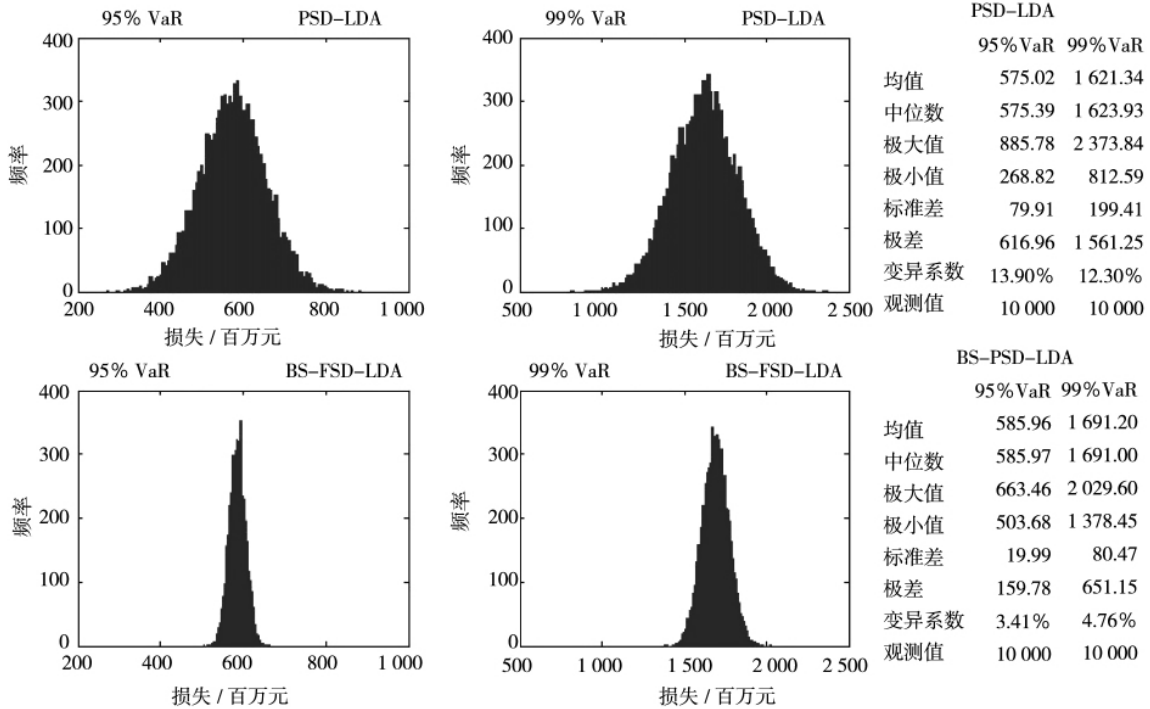 95% VaR PSD-LDA
400
300
200
100
0
频率
200 400 600 800 1 000
损失 / 百万元
99% VaR PSD-LDA
400
300
200
100
0
频率
500 1 000 1 500 2 000 2 500
损失 / 百万元
PSD-LDA
95%VaR 99%VaR
均值 575.02 1 621.34
中位数 575.39 1 623.93
极大值 885.78 2 373.84
极小值 268.82 812.59
标准差 79.91 199.41
极差 616.96 1 561.25
变异系数 13.90% 12.30%
观测值 10 000 10 000
95% VaR BS-FSD-LDA
400
300
200
100
0
频率
200 400 600 800 1 000
损失 / 百万元
99% VaR BS-FSD-LDA
400
300
200
100
0
频率
500 1 000 1 500 2 000 2 500
损失 / 百万元
BS-PSD-LDA
95%VaR 99%VaR
均值 585.96 1 691.20
中位数 585.97 1 691.00
极大值 663.46 2 029.60
极小值 503.68 1 378.45
标准差 19.99 80.47
极差 159.78 651.15
变异系数 3.41% 4.76%
观测值 10 000 10 000